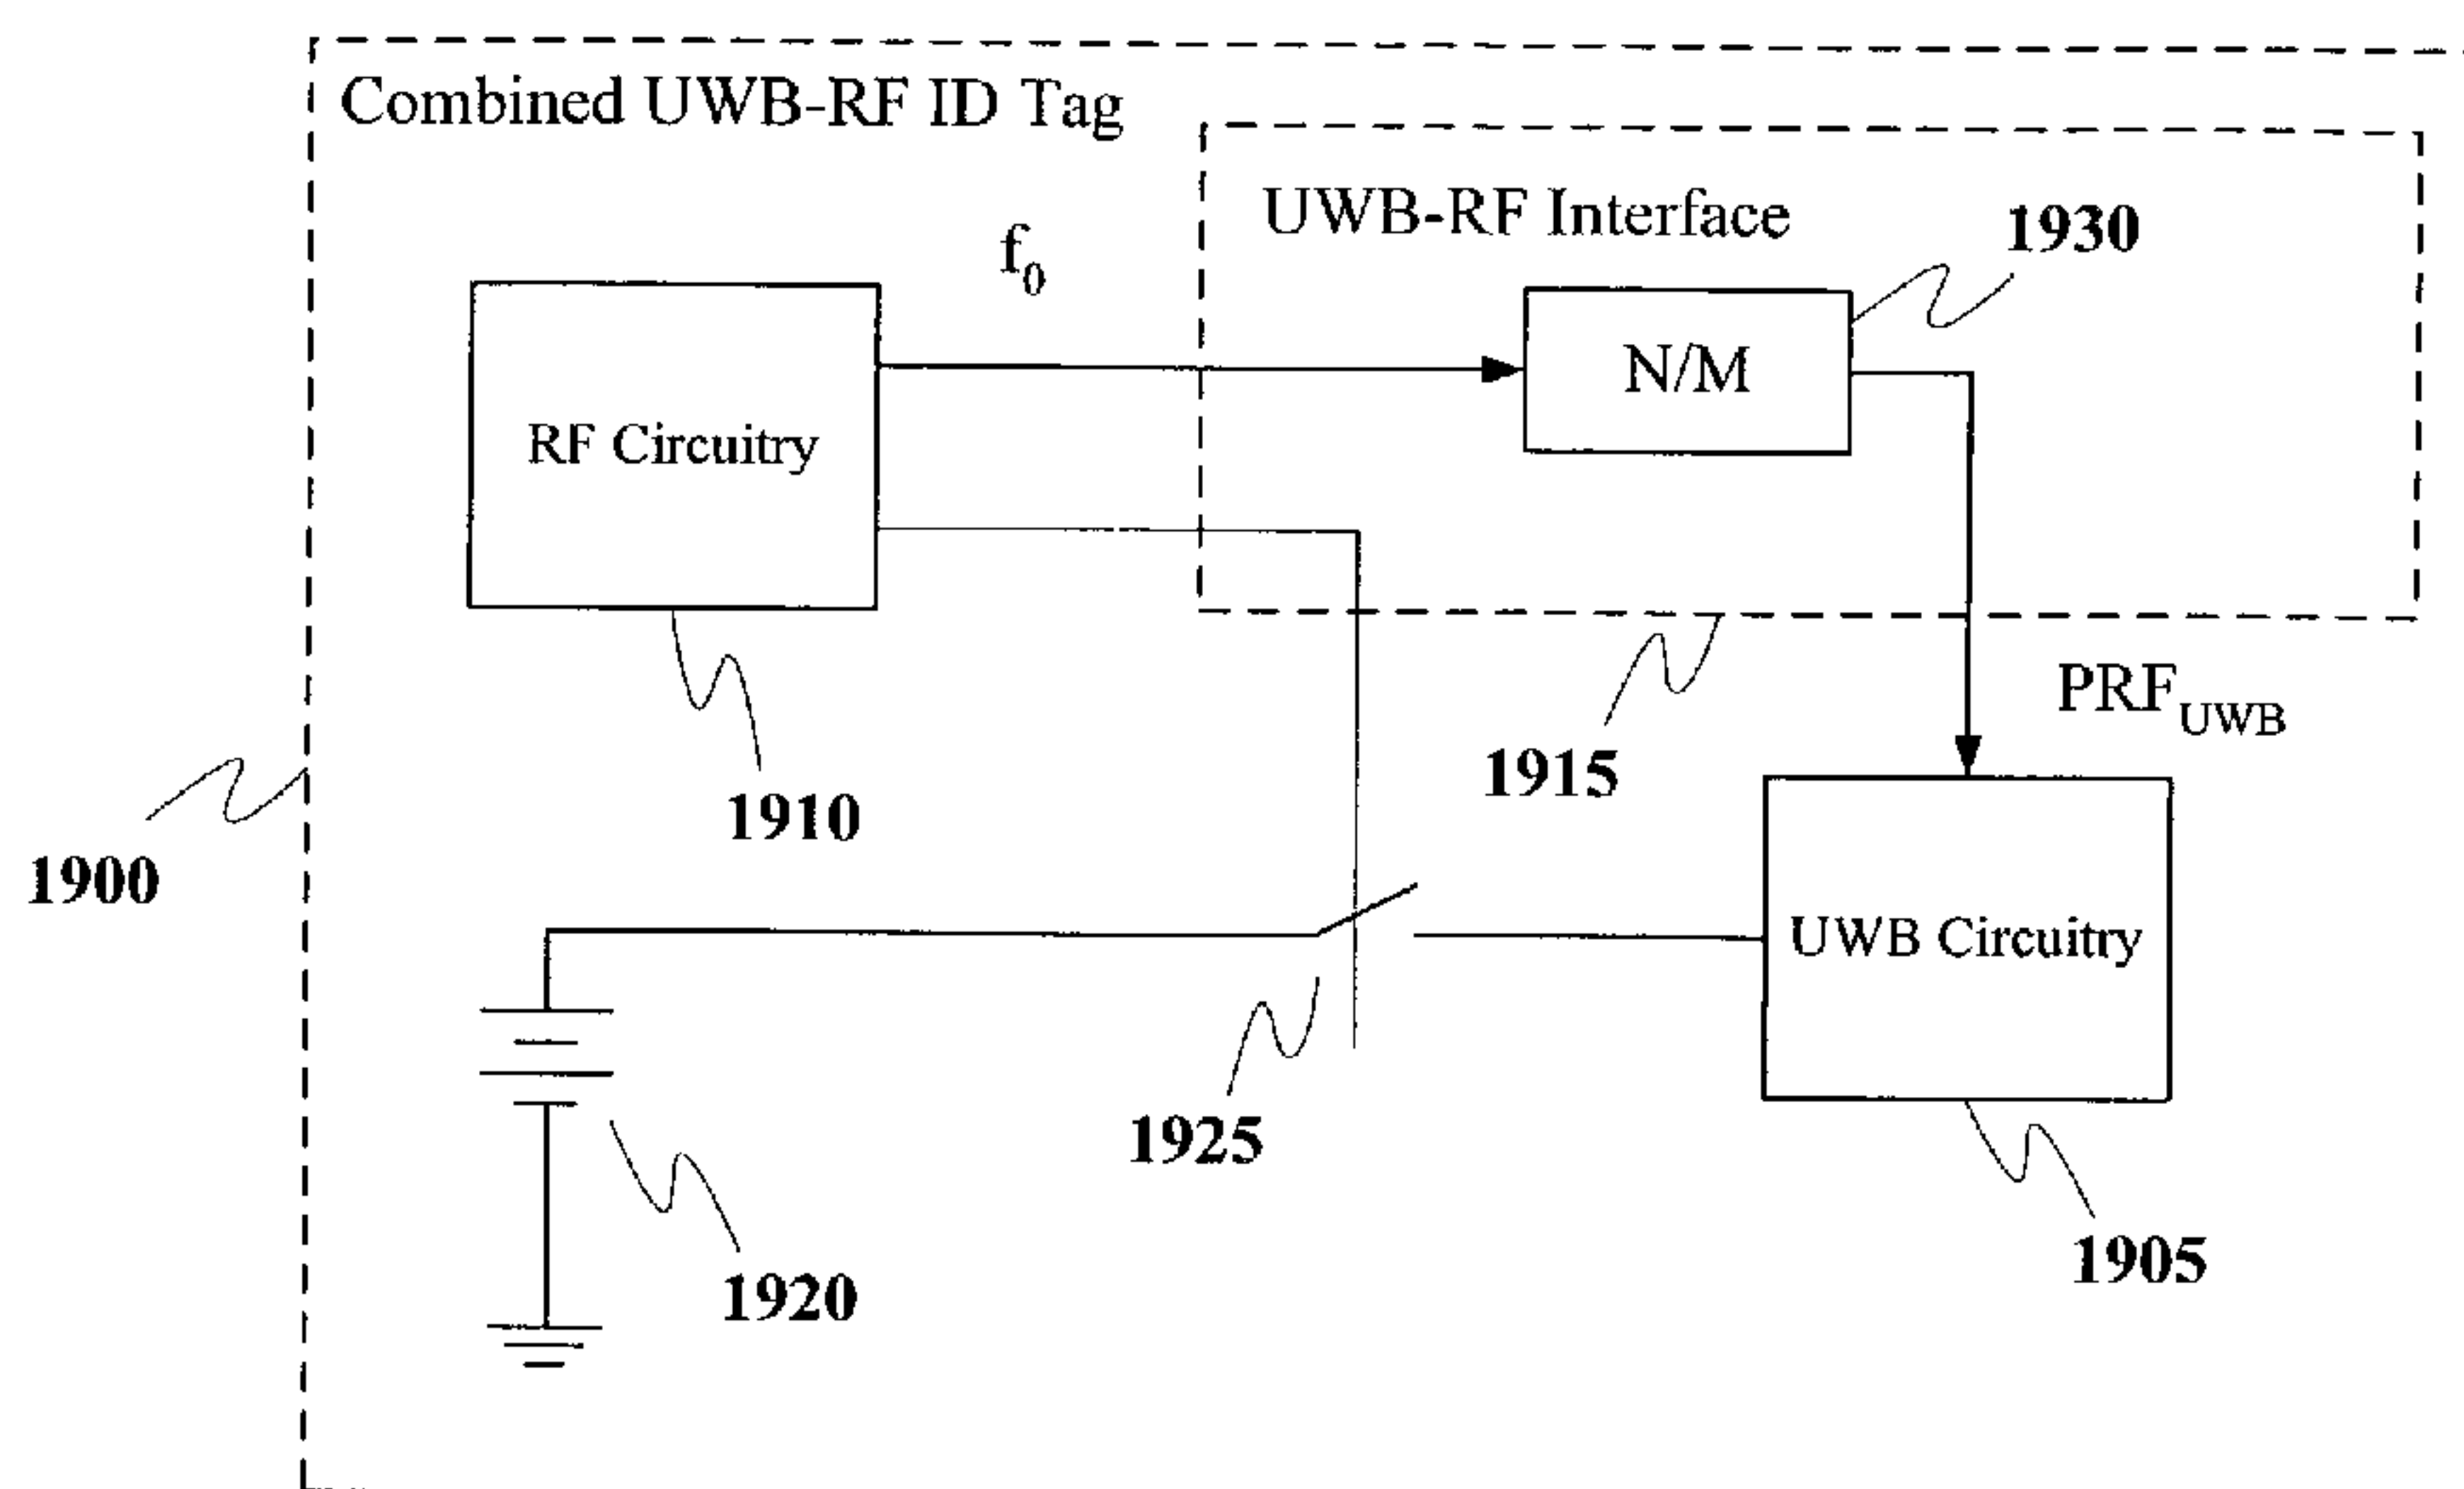 Combined UWB-RF ID Tag
UWB-RF Interface
1930
f0
N/M
RF Circuitry
PRFUWB
1915
1910
1900
UWB Circuitry
1925
1905
1920